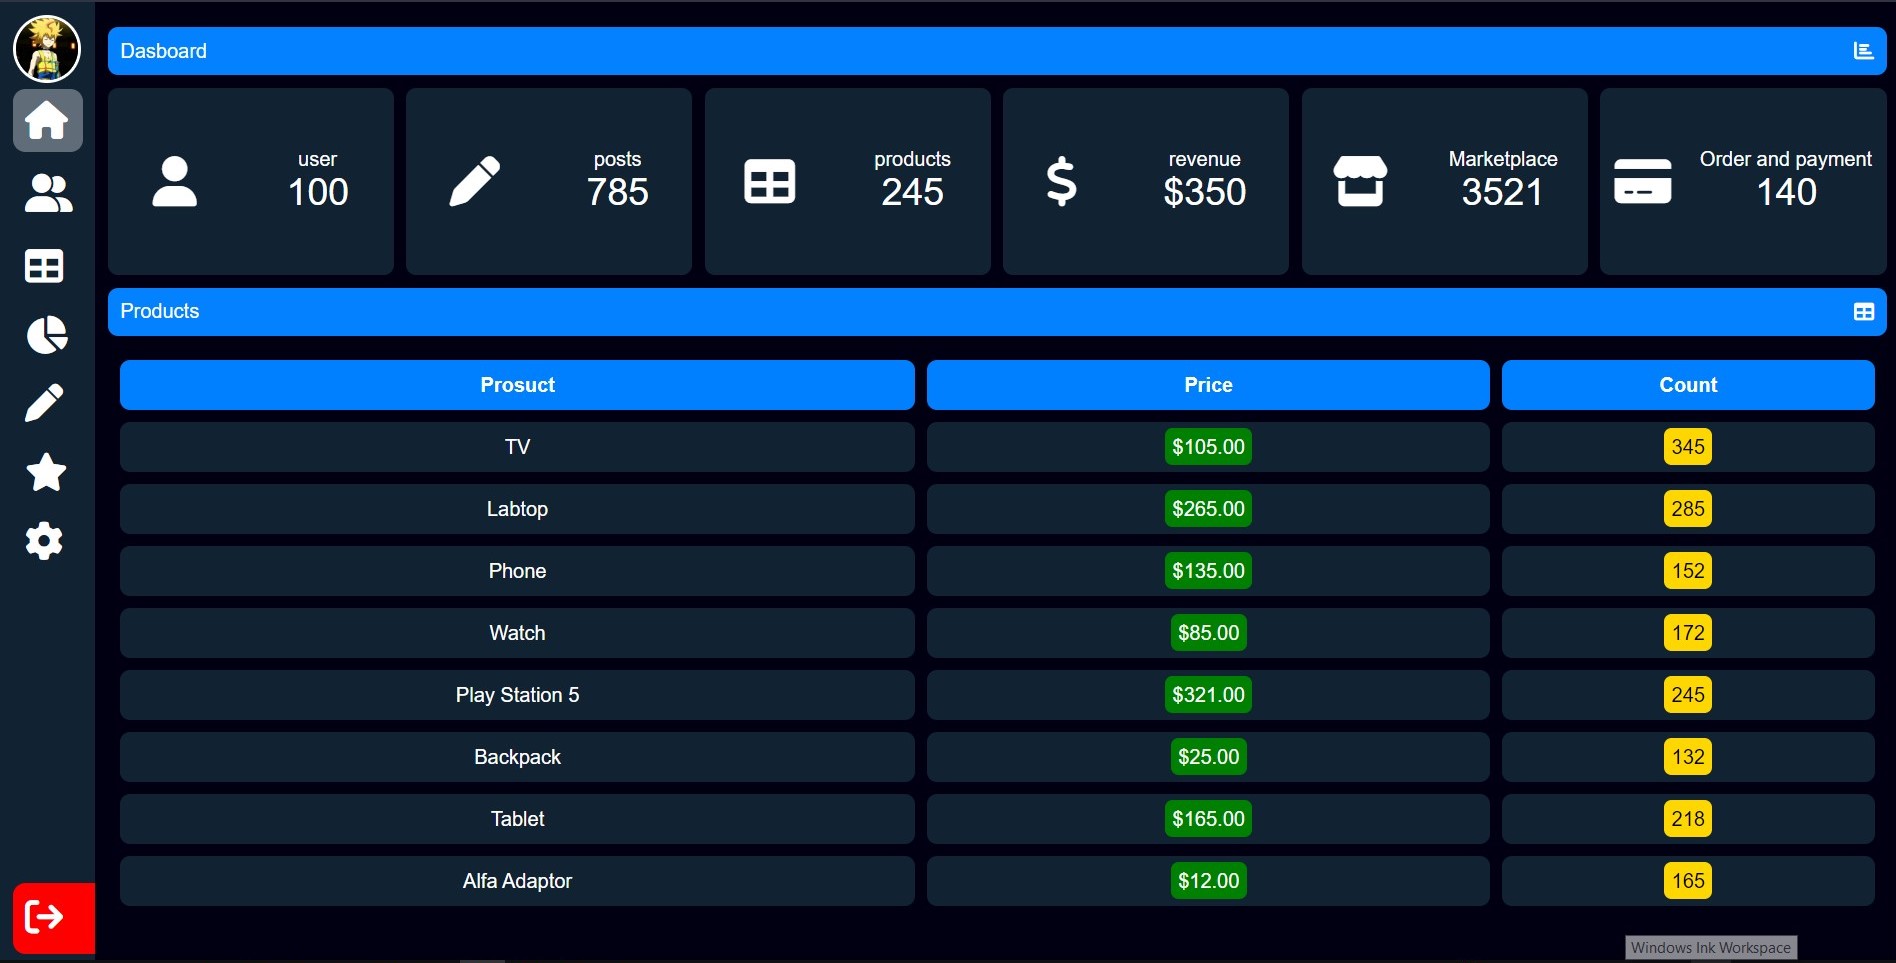 Dasboard
user
100
posts
785
products
245
revenue
$350
Marketplace
3521
Order and payment
140
Products
Prosuct Price Count
TV $105.00 345
Labtop $265.00 285
Phone $135.00 152
Watch $85.00 172
Play Station 5 $321.00 245
Backpack $25.00 132
Tablet $165.00 218
Alfa Adaptor $12.00 165
Windows Ink Workspace